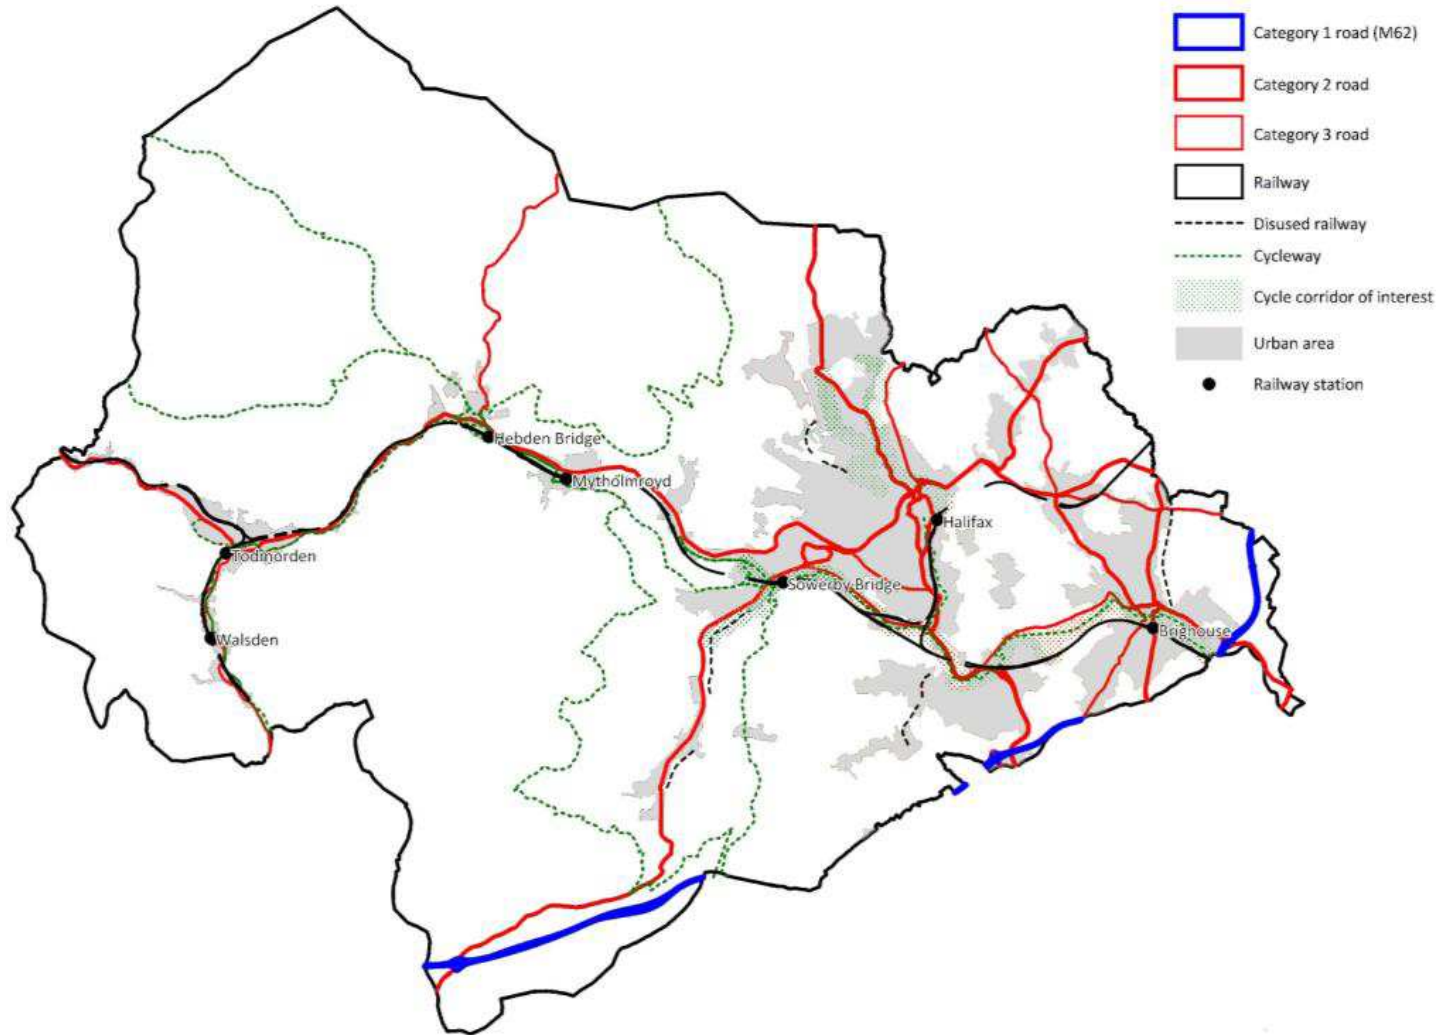 Category 1 road (M62)
Category 2 road
Category 3 road
Railway
Disused railway
Cycleway
Cycle corridor of interest
Urban area
Railway station
Hebden Bridge
Mytholmroyd
Halifax
Todmorden
Sowerby Bridge
Walsden
Brighouse